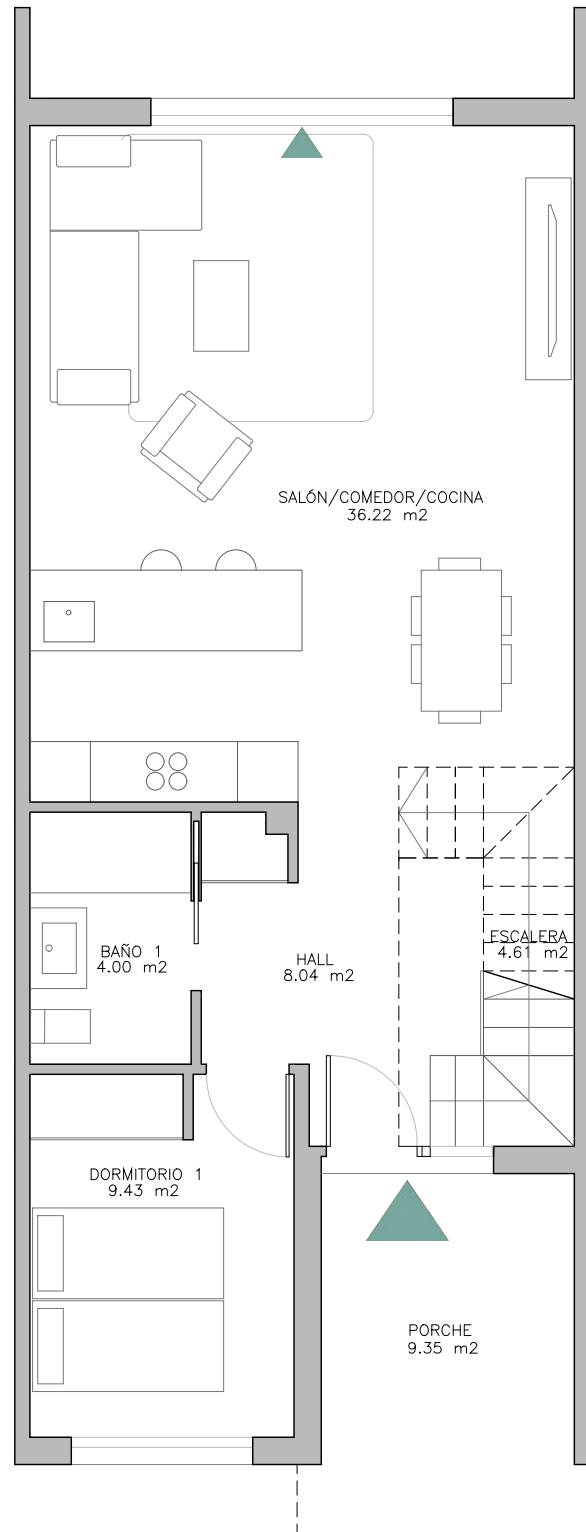 SALÓN/COMEDOR/COCINA
36.22 m2
ESCALERA
4.61 m2
BAÑO 1
4.00 m2
HALL
8.04 m2
DORMITORIO 1
9.43 m2
PORCHE
9.35 m2